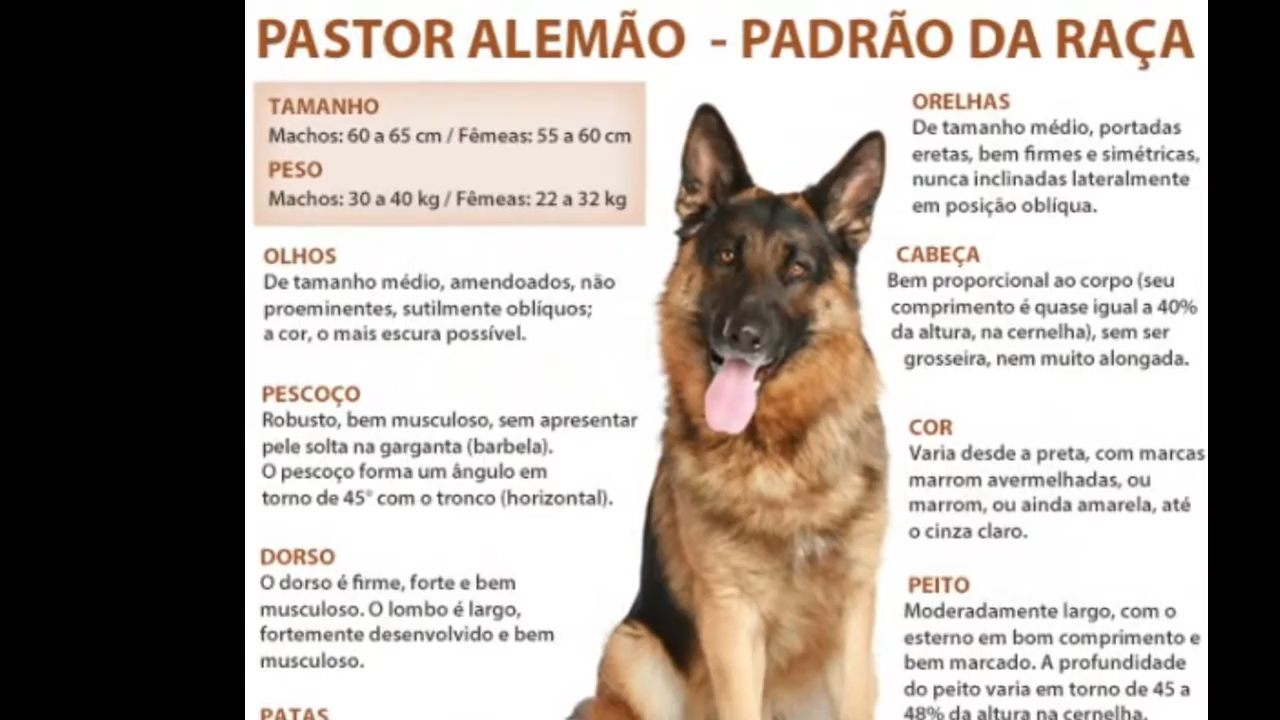 PASTOR ALEMÃO - PADRÃO DA RAÇA
TAMANHO
Machos: 60 a 65 cm / Fêmeas: 55 a 60 cm
PESO
Machos: 30 a 40 kg / Fêmeas: 22 a 32 kg
OLHOS
De tamanho médio, amendoados, não
proeminentes, sutilmente oblíquos;
a cor, o mais escura possível.
PESCOÇO
Robusto, bem musculoso, sem apresentar
pele solta na garganta (barbela).
O pescoço forma um ângulo em
torno de 45° com o tronco (horizontal).
DORSO
O dorso é firme, forte e bem
musculoso. O lombo é largo,
fortemente desenvolvido e bem
musculoso.
PATAS
ORELHAS
De tamanho médio, portadas
eretas, bem firmes e simétricas,
nunca inclinadas lateralmente
em posição oblíqua.
CABEÇA
Bem proporcional ao corpo (seu
comprimento é quase igual a 40%
da altura, na cernelha), sem ser
grosseira, nem muito alongada.
COR
Varia desde a preta, com marcas
marrom avermelhadas, ou
marrom, ou ainda amarela, até
o cinza claro.
PEITO
Moderadamente largo, com o
esterno em bom comprimento e
bem marcado. A profundidade
do peito varia em torno de 45 a
48% da altura na cernelha.